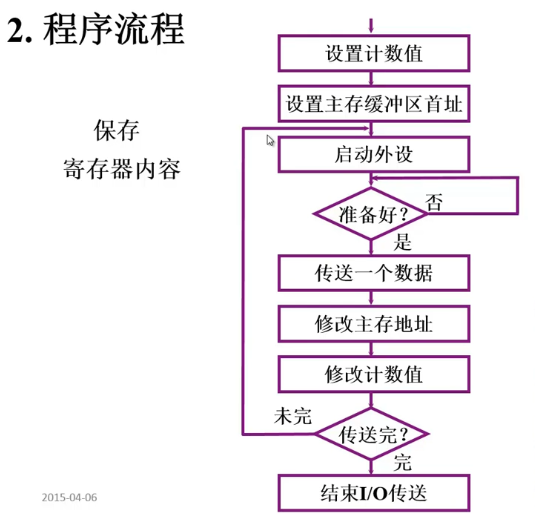 2. 程序流程
保存
寄存器内容
设置计数值
设置主存缓冲区首址
启动外设
准备好？
否
是
传送一个数据
修改主存地址
修改计数值
未完
传送完？
完
结束I/O传送
2015-04-06